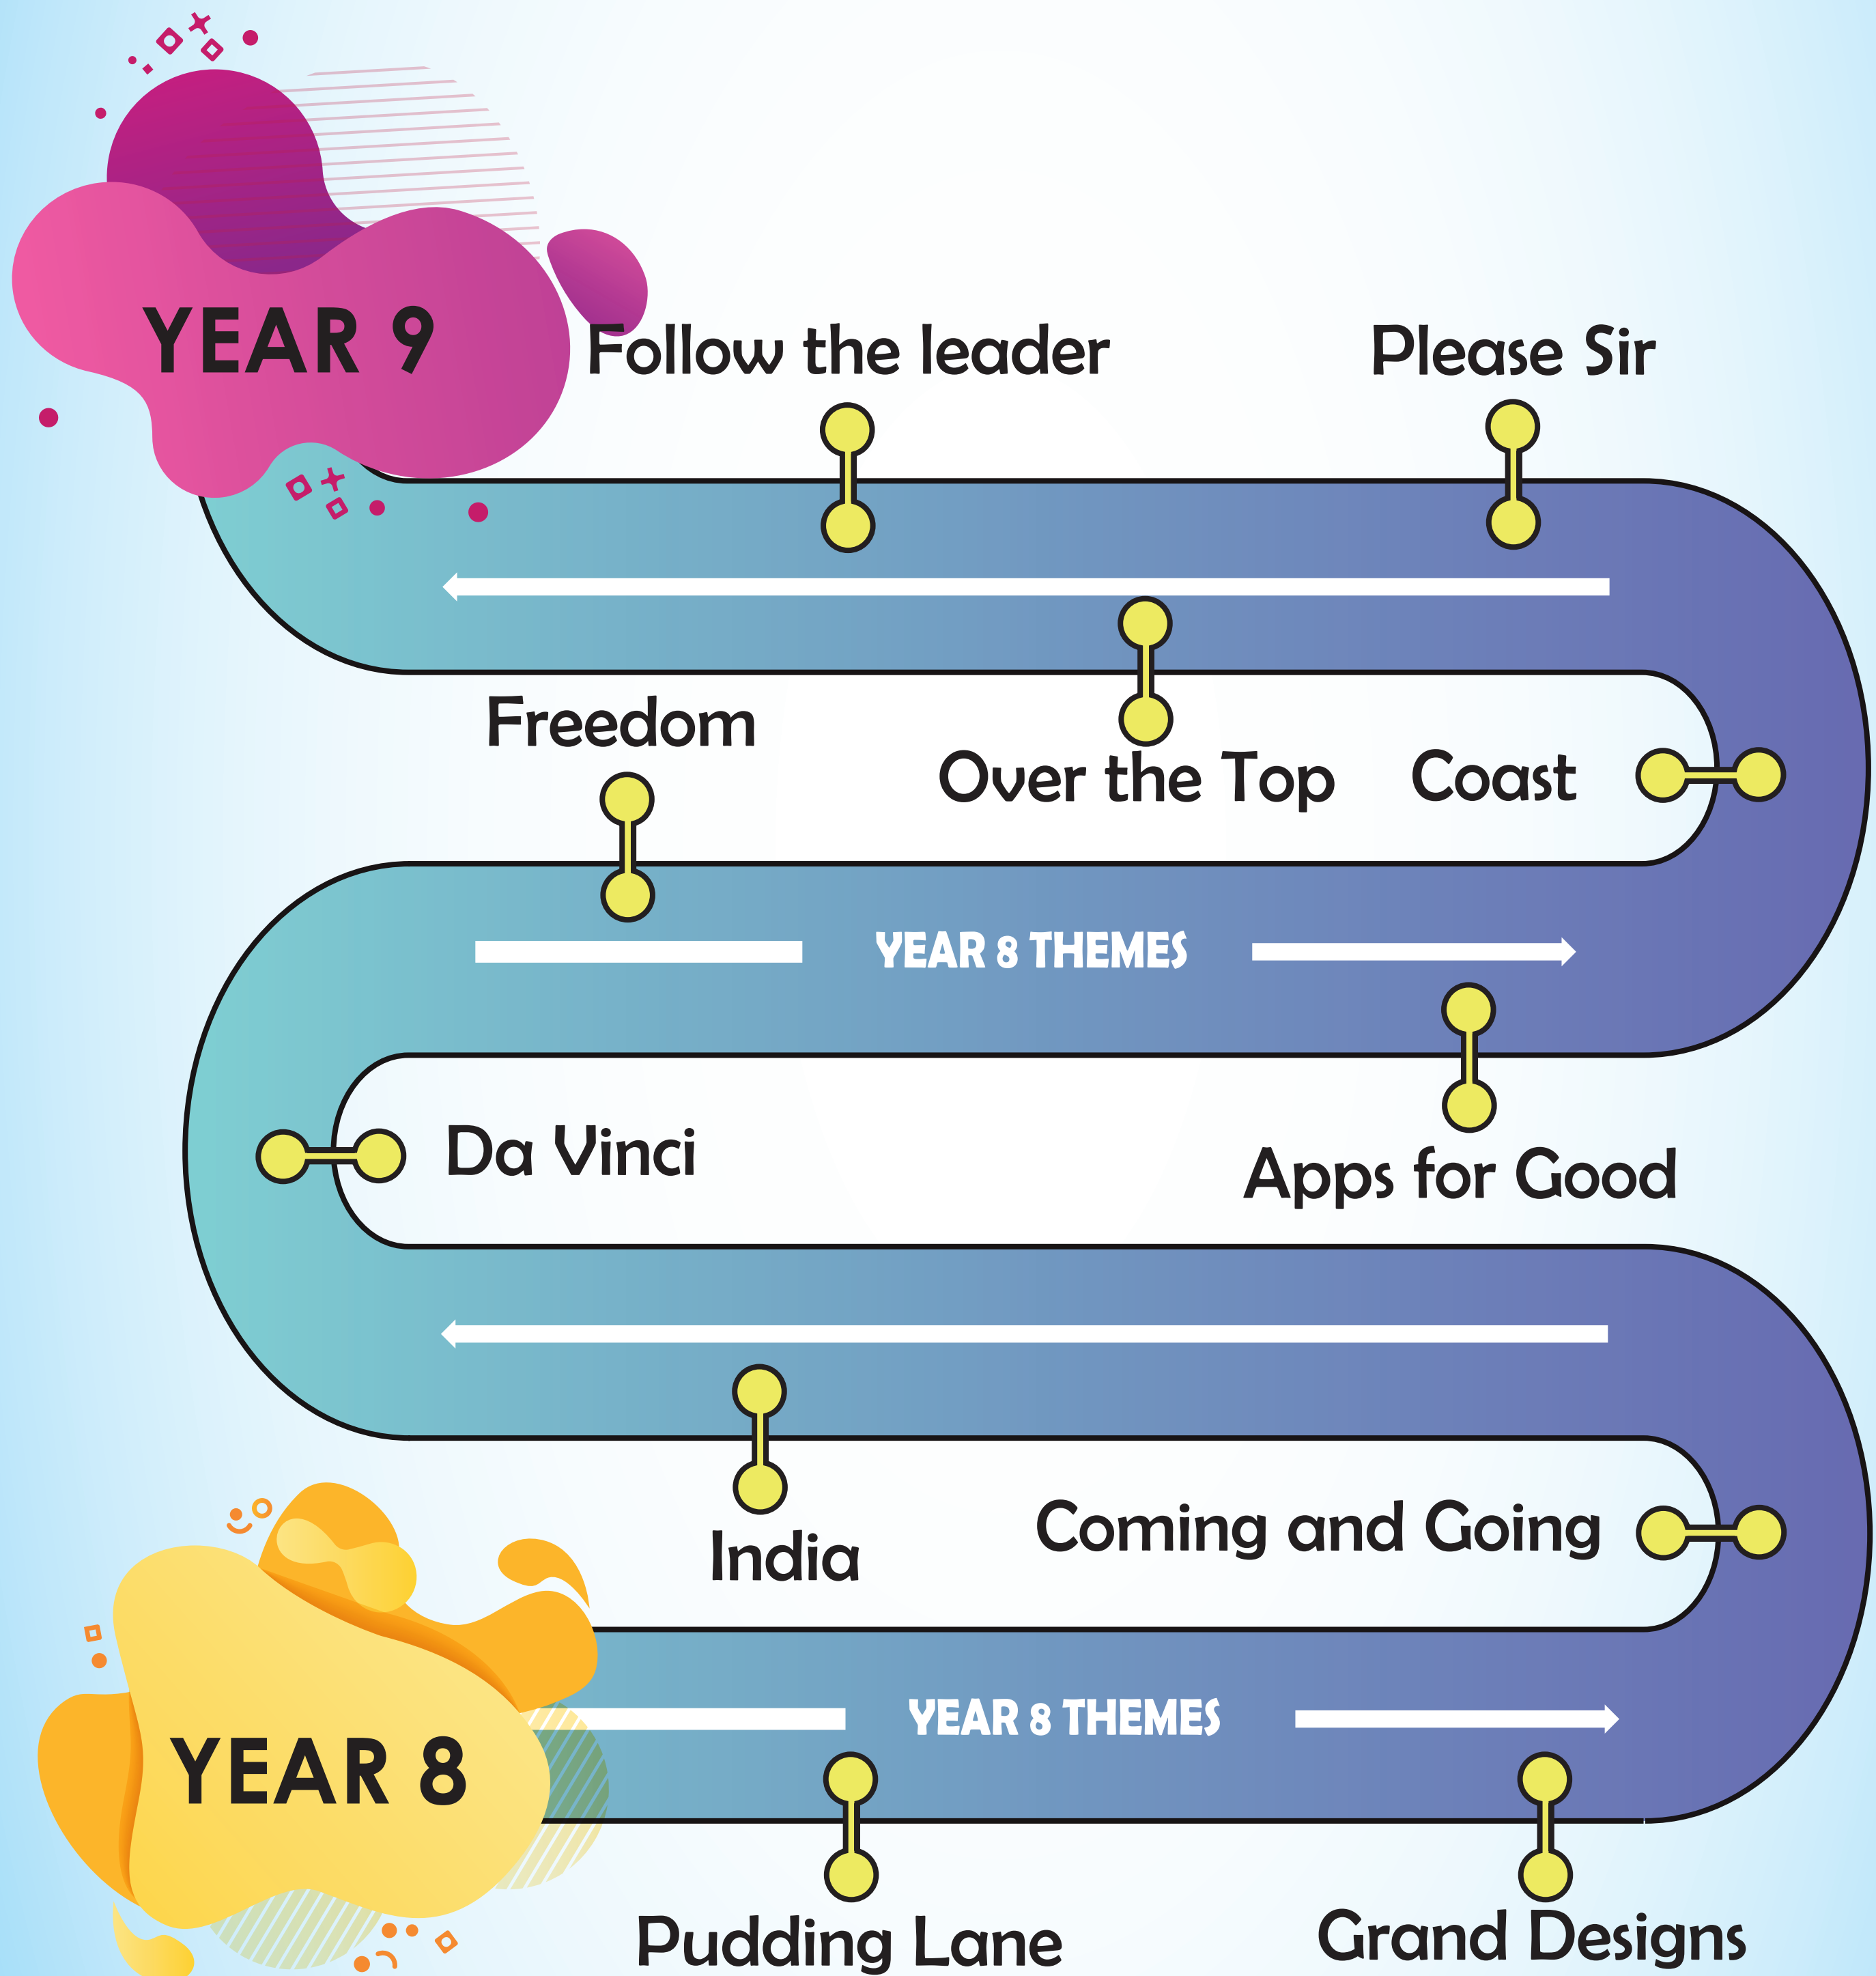 YEAR 9
Follow the leader
Please Sir
Freedom
Over the Top
Coast
YEAR 8 THEMES
Da Vinci
Apps for Good
India
Coming and Going
YEAR 8 THEMES
YEAR 8
Pudding Lane
Grand Designs